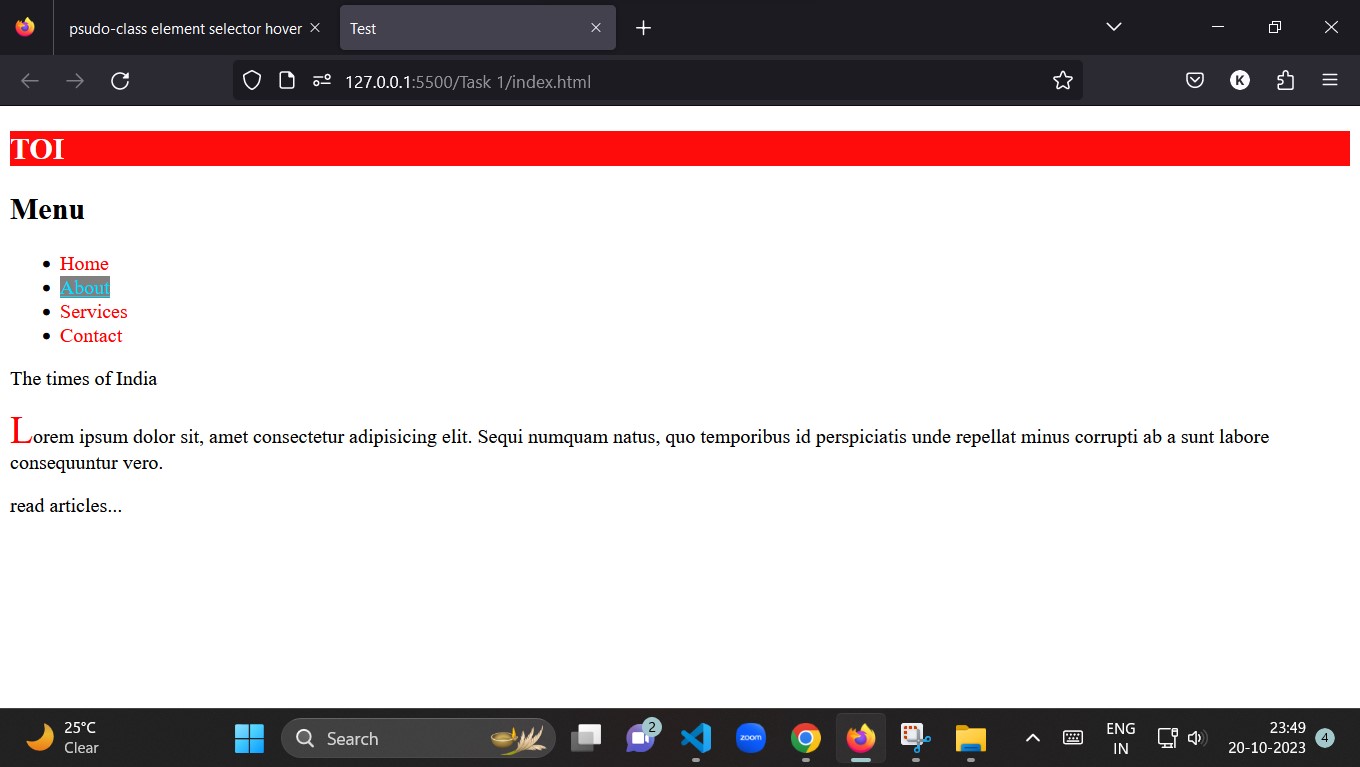 psudo-class element selector hover
Test
127.0.0.1:5500/Task 1/index.html
K
TOI
Menu
Home
About
Services
Contact
The times of India
Lorem ipsum dolor sit, amet consectetur adipisicing elit. Sequi numquam natus, quo temporibus id perspiciatis unde repellat minus corrupti ab a sunt labore
consequuntur vero.
read articles...
25°C
Clear
Search
2
zoom
ENG
IN
23:49
20-10-2023
4